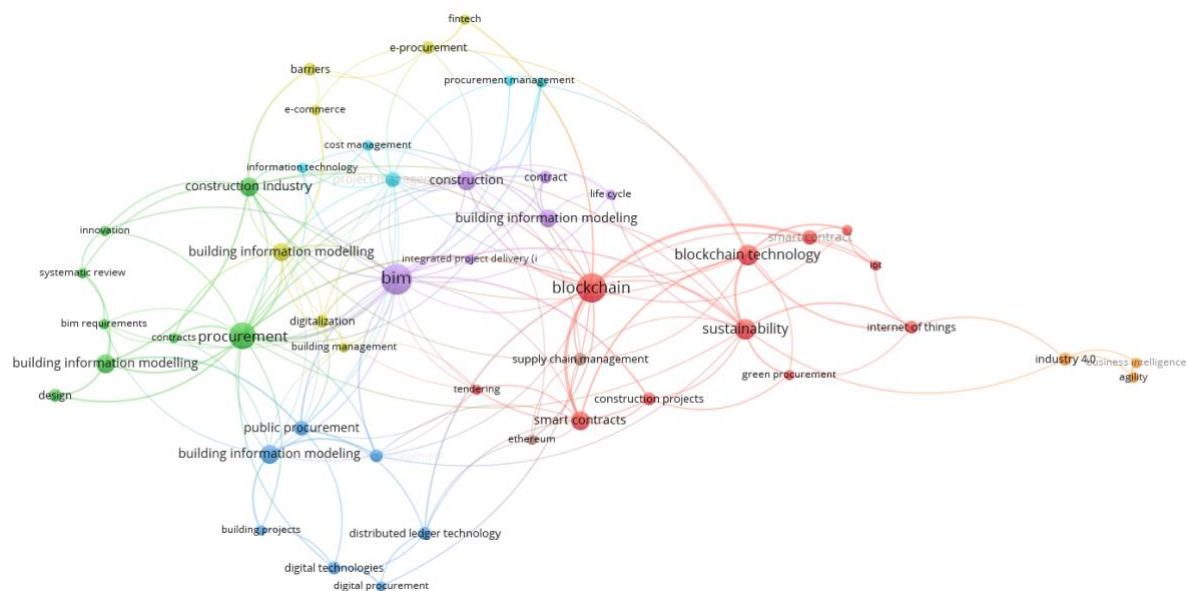 fintech
e-procurement
barriers
procurement management
e-commerce
cost management
information technology
construction industry
construction
contract
life cycle
building information modeling
innovation
smart contract
building information modelling
blockchain technology
integrated project delivery (i
iot
systematic review
bim
blockchain
bim requirements
digitalization
sustainability
internet of things
contracts
procurement
building management
supply chain management
industry 4.0
business intelligence
building information modelling
green procurement
agility
design
tendering
construction projects
smart contracts
public procurement
ethereum
building information modeling
building projects
distributed ledger technology
digital technologies
digital procurement